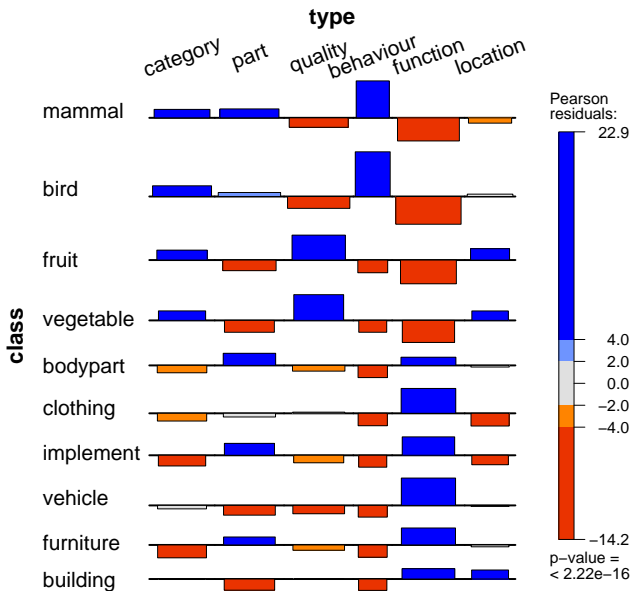 type
category part quality behaviour function location
class
mammal
bird
fruit
vegetable
bodypart
clothing
implement
vehicle
furniture
building
Pearson
residuals:
22.9
4.0
2.0
0.0
−2.0
−4.0
−14.2
p−value =
< 2.22e−16